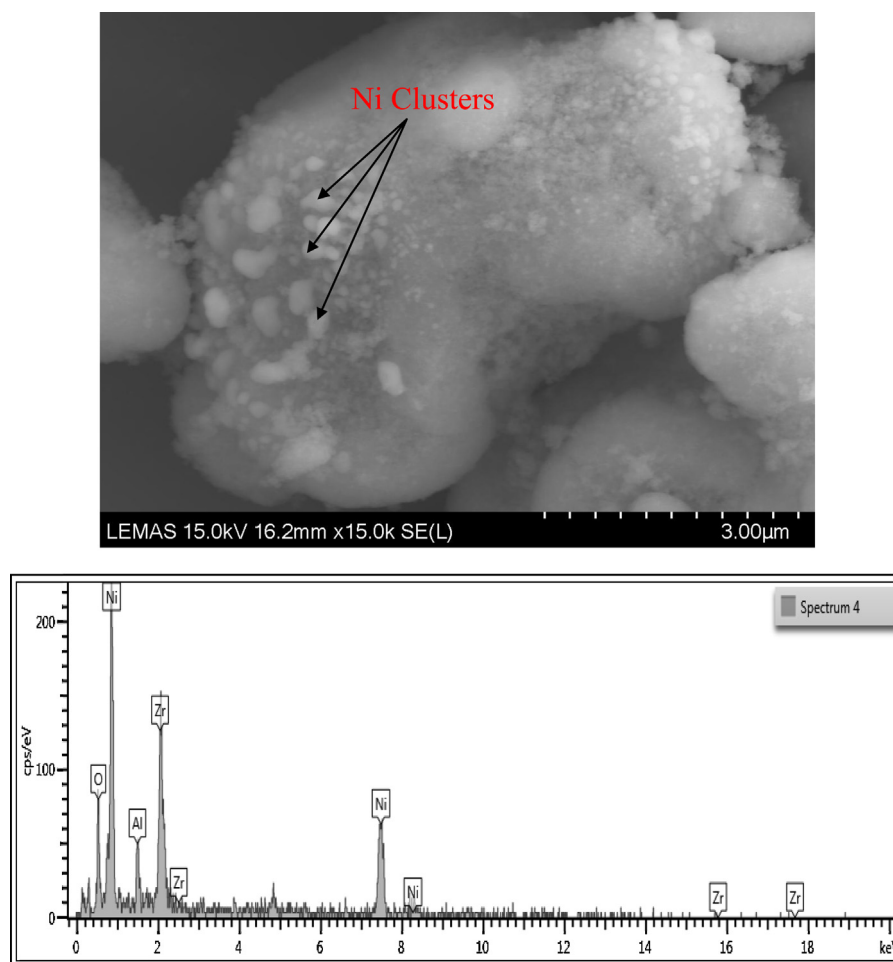 Ni Clusters
LEMAS 15.0kV 16.2mm x15.0k SE(L) 3.00µm
Spectrum 4
cps/eV
200
100
0
Ni
Zr
O
Al
Zr
Ni
Ni
Zr
Zr
0 2 4 6 8 10 12 14 16 18 keV